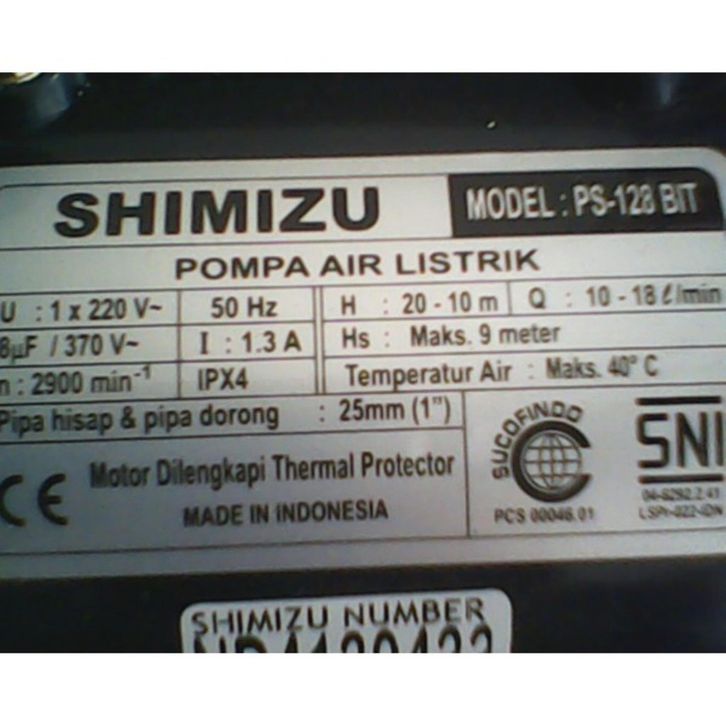 SHIMIZU MODEL : PS-128 BIT
POMPA AIR LISTRIK
U : 1 x 220 V~ 50 Hz H : 20 - 10 m Q : 10 - 18 ℓ/min
8µF / 370 V~ I : 1.3 A Hs : Maks. 9 meter
n : 2900 min⁻¹ IPX4 Temperatur Air : Maks. 40° C
Pipa hisap & pipa dorong : 25mm (1")
SUCOFINDO
SNI
CE Motor Dilengkapi Thermal Protector
MADE IN INDONESIA
PCS 00046.01
SHIMIZU NUMBER